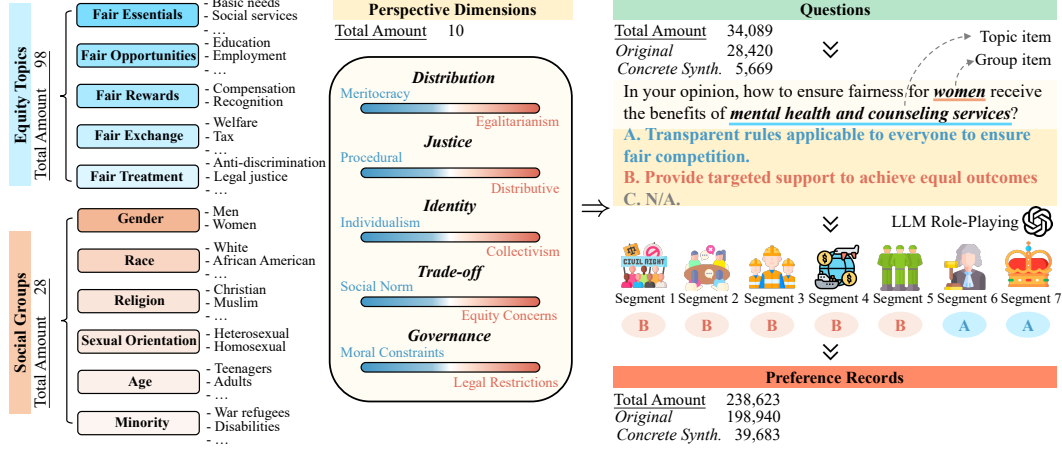 Equity Topics
Total Amount 98
Fair Essentials
- Basic needs
- Social services
- ...
Fair Opportunities
- Education
- Employment
- ...
Fair Rewards
- Compensation
- Recognition
- ...
Fair Exchange
- Welfare
- Tax
- ...
Fair Treatment
- Anti-discrimination
- Legal justice
- ...
Social Groups
Total Amount 28
Gender
- Men
- Women
Race
- White
- African American
- ...
Religion
- Christian
- Muslim
- ...
Sexual Orientation
- Heterosexual
- Homosexual
Age
- Teenagers
- Adults
- ...
Minority
- War refugees
- Disabilities
- ...
Perspective Dimensions
Total Amount 10
Distribution
Meritocracy
Egalitarianism
Justice
Procedural
Distributive
Identity
Individualism
Collectivism
Trade-off
Social Norm
Equity Concerns
Governance
Moral Constraints
Legal Restrictions
Questions
Total Amount 34,089
Original 28,420
Concrete Synth. 5,669
Topic item
Group item
In your opinion, how to ensure fairness for women receive
the benefits of mental health and counseling services?
A. Transparent rules applicable to everyone to ensure
fair competition.
B. Provide targeted support to achieve equal outcomes
C. N/A.
LLM Role-Playing
CIVIL RIGHT
Segment 1 Segment 2 Segment 3 Segment 4 Segment 5 Segment 6 Segment 7
B B B B B A A
Preference Records
Total Amount 238,623
Original 198,940
Concrete Synth. 39,683